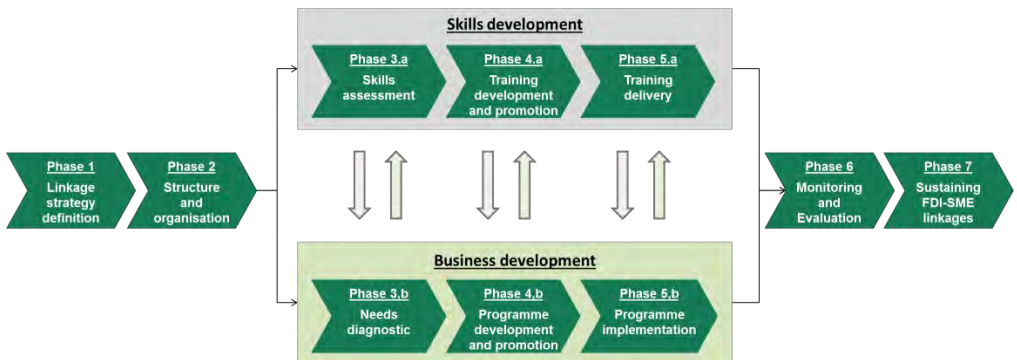 Skills development
Phase 3.a
Skills
assessment
Phase 4.a
Training
development
and promotion
Phase 5.a
Training
delivery
Phase 1
Linkage
strategy
definition
Phase 2
Structure
and
organisation
Phase 6
Monitoring
and
Evaluation
Phase 7
Sustaining
FDI-SME
linkages
Business development
Phase 3,b
Needs
diagnostic
Phase 4,b
Programme
development
and promotion
Phase 5,b
Programme
implementation